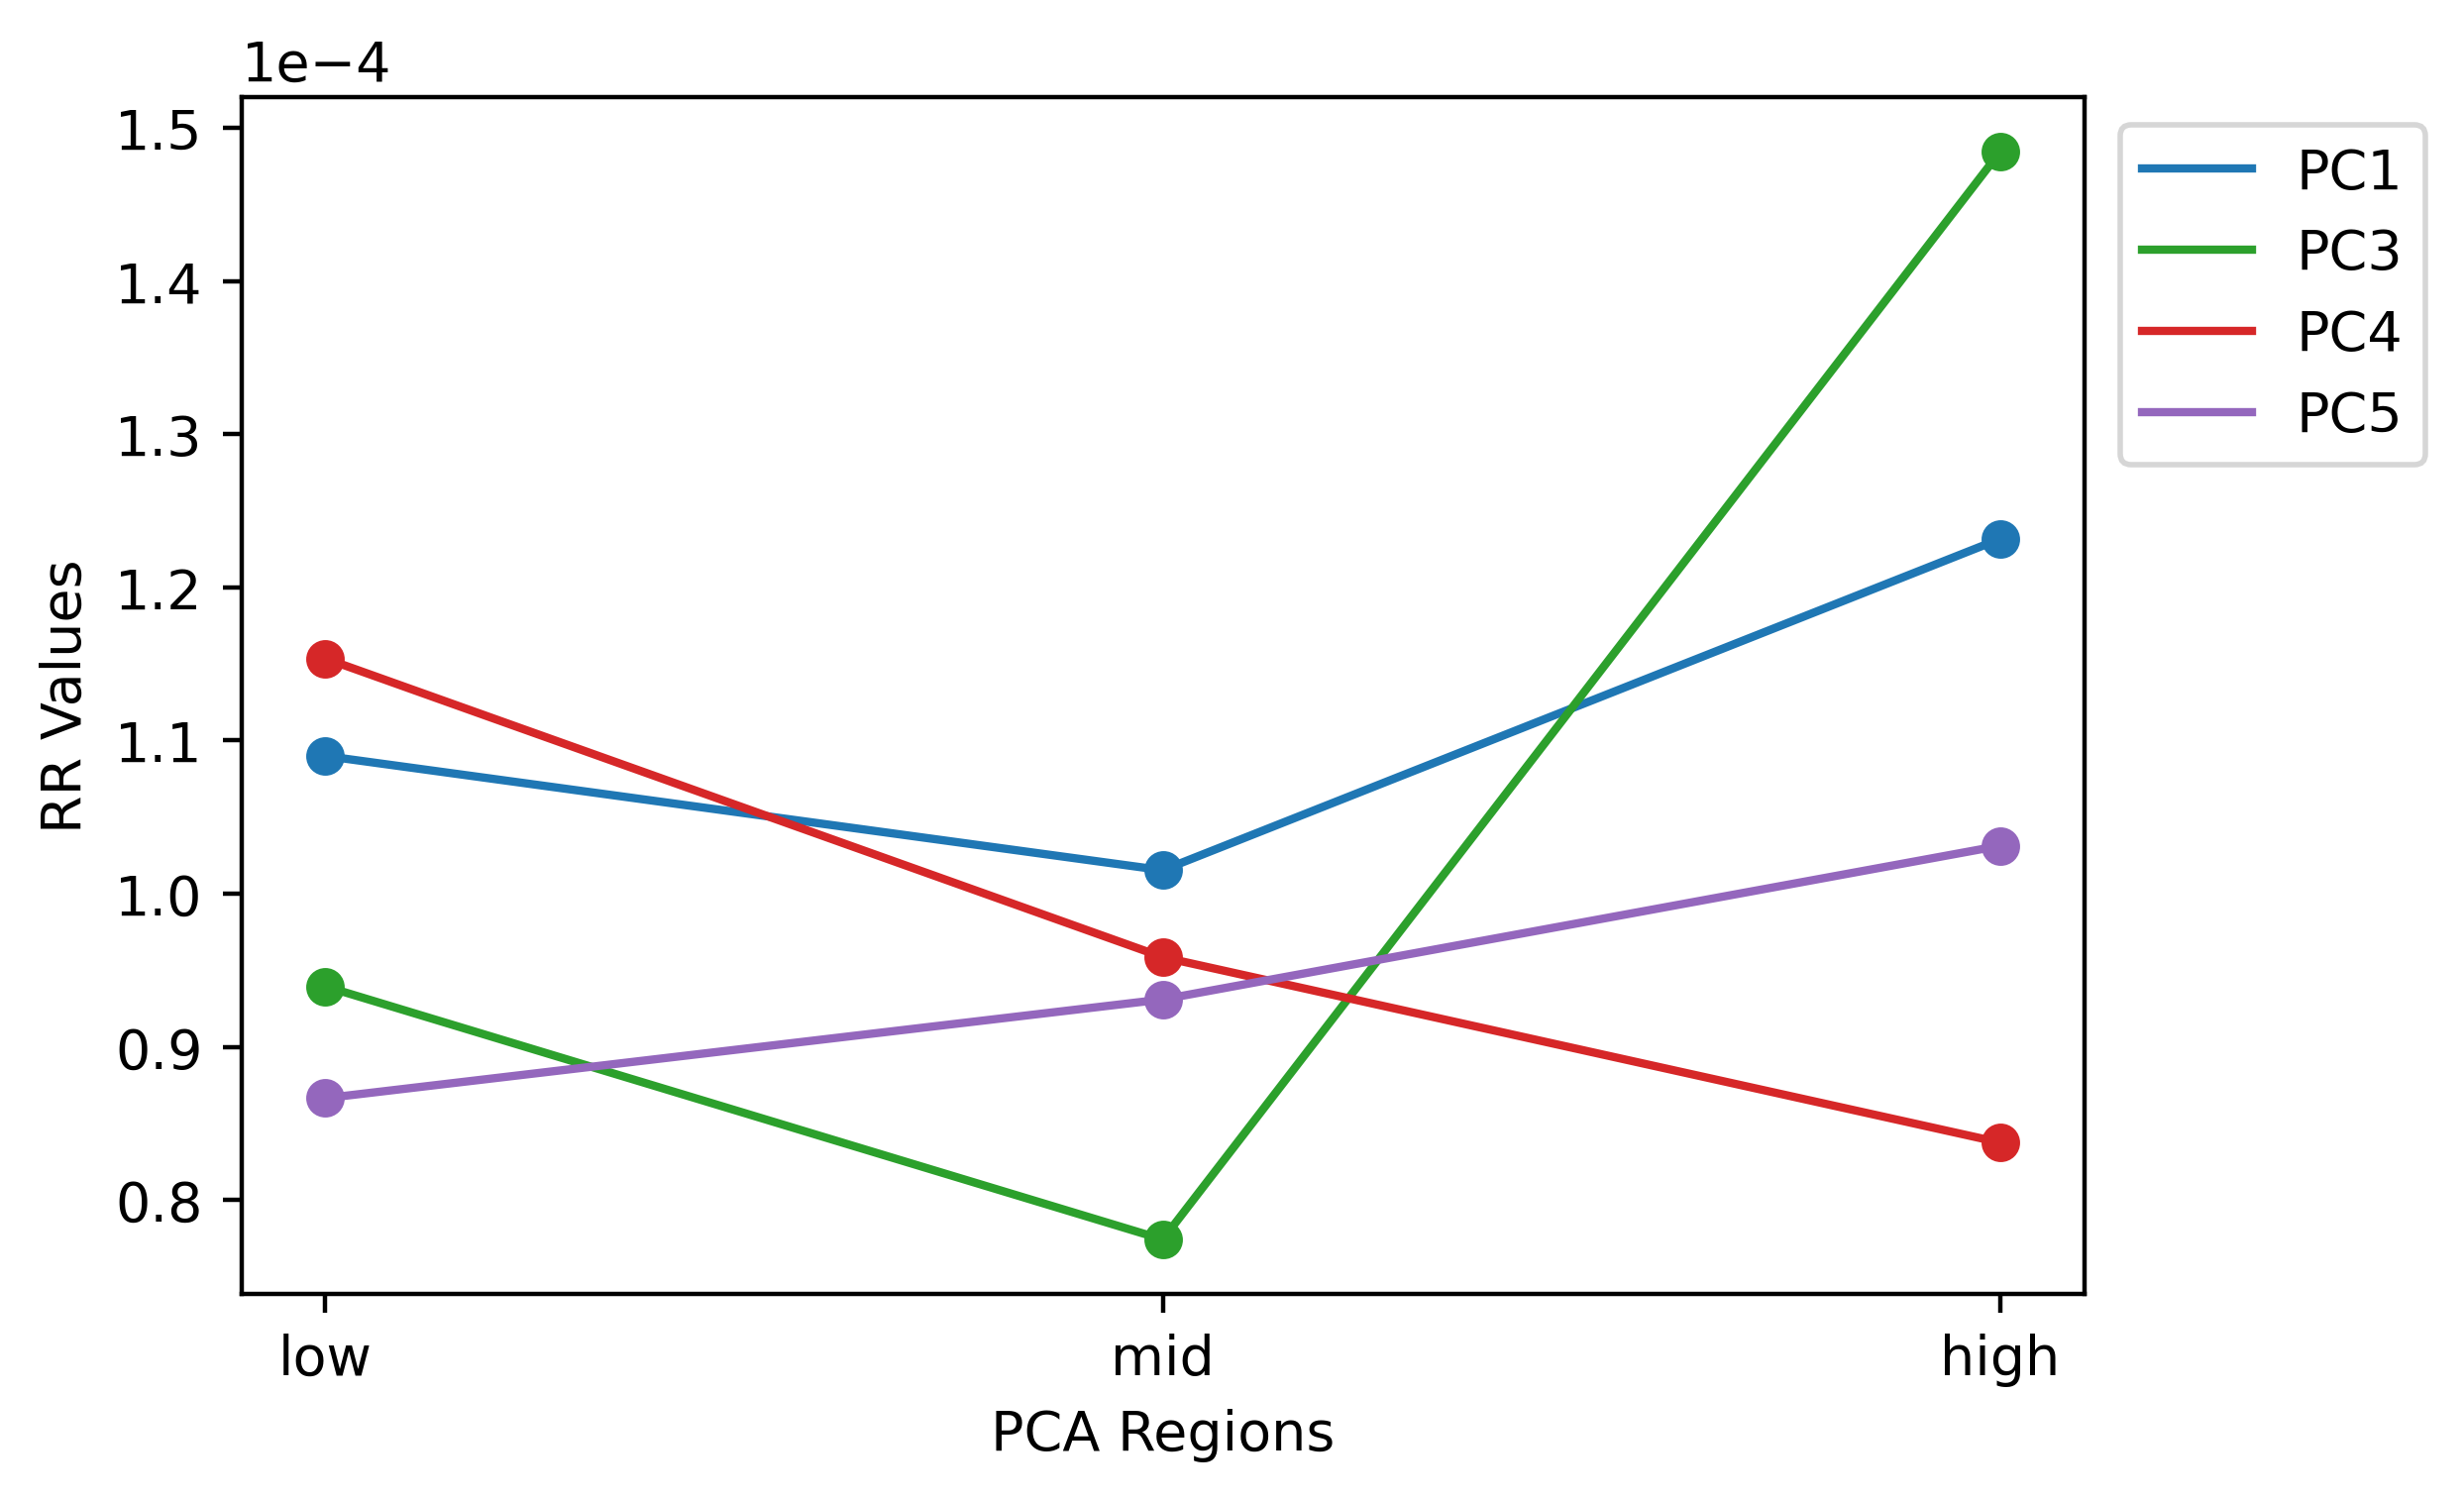 1e−4
1.5
1.4
1.3
1.2
1.1
1.0
0.9
0.8
RR Values
low mid high
PCA Regions
PC1
PC3
PC4
PC5